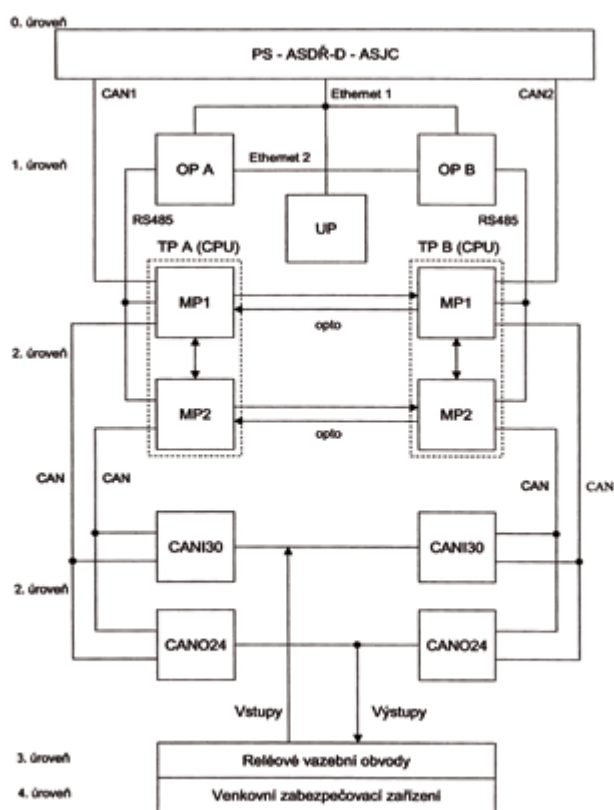 0. úroveň
PS - ASDŘ-D - ASJC
CAN1
Ethernet 1
CAN2
1. úroveň
OP A
Ethernet 2
OP B
RS485
UP
RS485
TP A (CPU)
TP B (CPU)
MP1
MP1
opto
2. úroveň
MP2
MP2
opto
CAN
CAN
CAN
CAN
CANI30
CANI30
2. úroveň
CANO24
CANO24
Vstupy
Výstupy
3. úroveň
Reléové vazební obvody
4. úroveň
Venkovní zabezpečovací zařízení